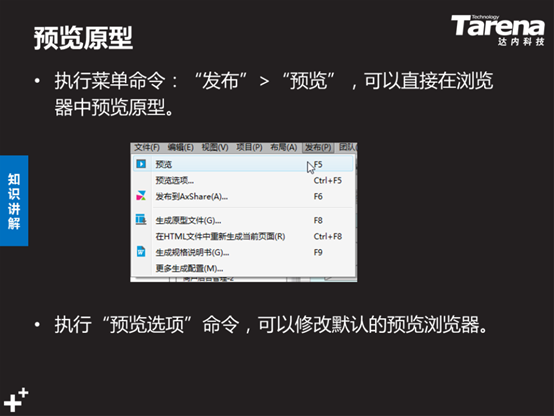 预览原型
Technology
Tarena
达内科技
• 执行菜单命令：“发布”>“预览”，可以直接在浏览
器中预览原型。
知识讲解
文件(F) 编辑(E) 视图(V) 项目(P) 布局(A) 发布(P) 团队
预览 F5
预览选项... Ctrl+F5
发布到AxShare(A)... F6
生成原型文件(G)... F8
在HTML文件中重新生成当前页面(R) Ctrl+F8
生成规格说明书(G)... F9
更多生成配置(M)...
• 执行“预览选项”命令，可以修改默认的预览浏览器。